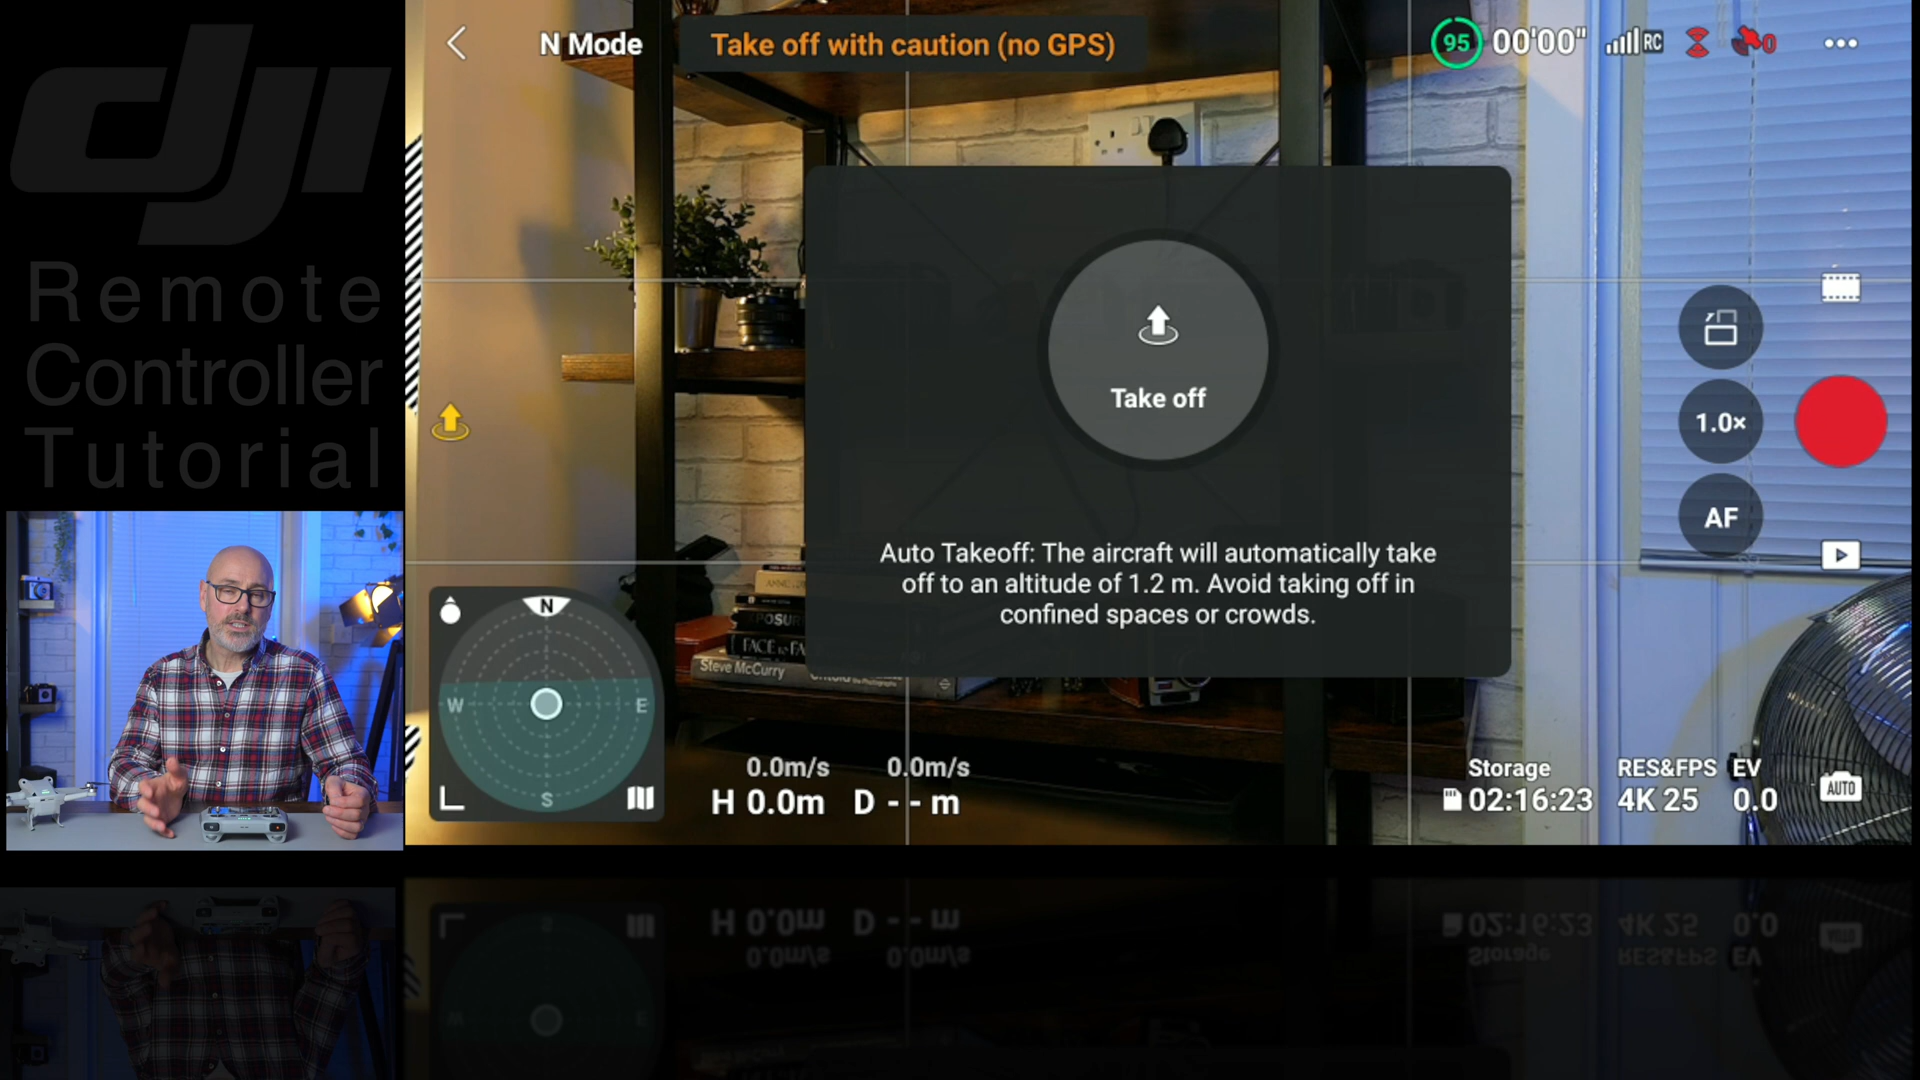 dji
Remote
Controller
Tutorial
N Mode
Take off with caution (no GPS)
95
00'00"
RC
0
Take off
Auto Takeoff: The aircraft will automatically take
off to an altitude of 1.2 m. Avoid taking off in
confined spaces or crowds.
1.0×
AF
N
W
E
S
FACE
Steve McCurry
0.0m/s
0.0m/s
H 0.0m
D - - m
Storage
02:16:23
RES&FPS
4K 25
EV
0.0
AUTO